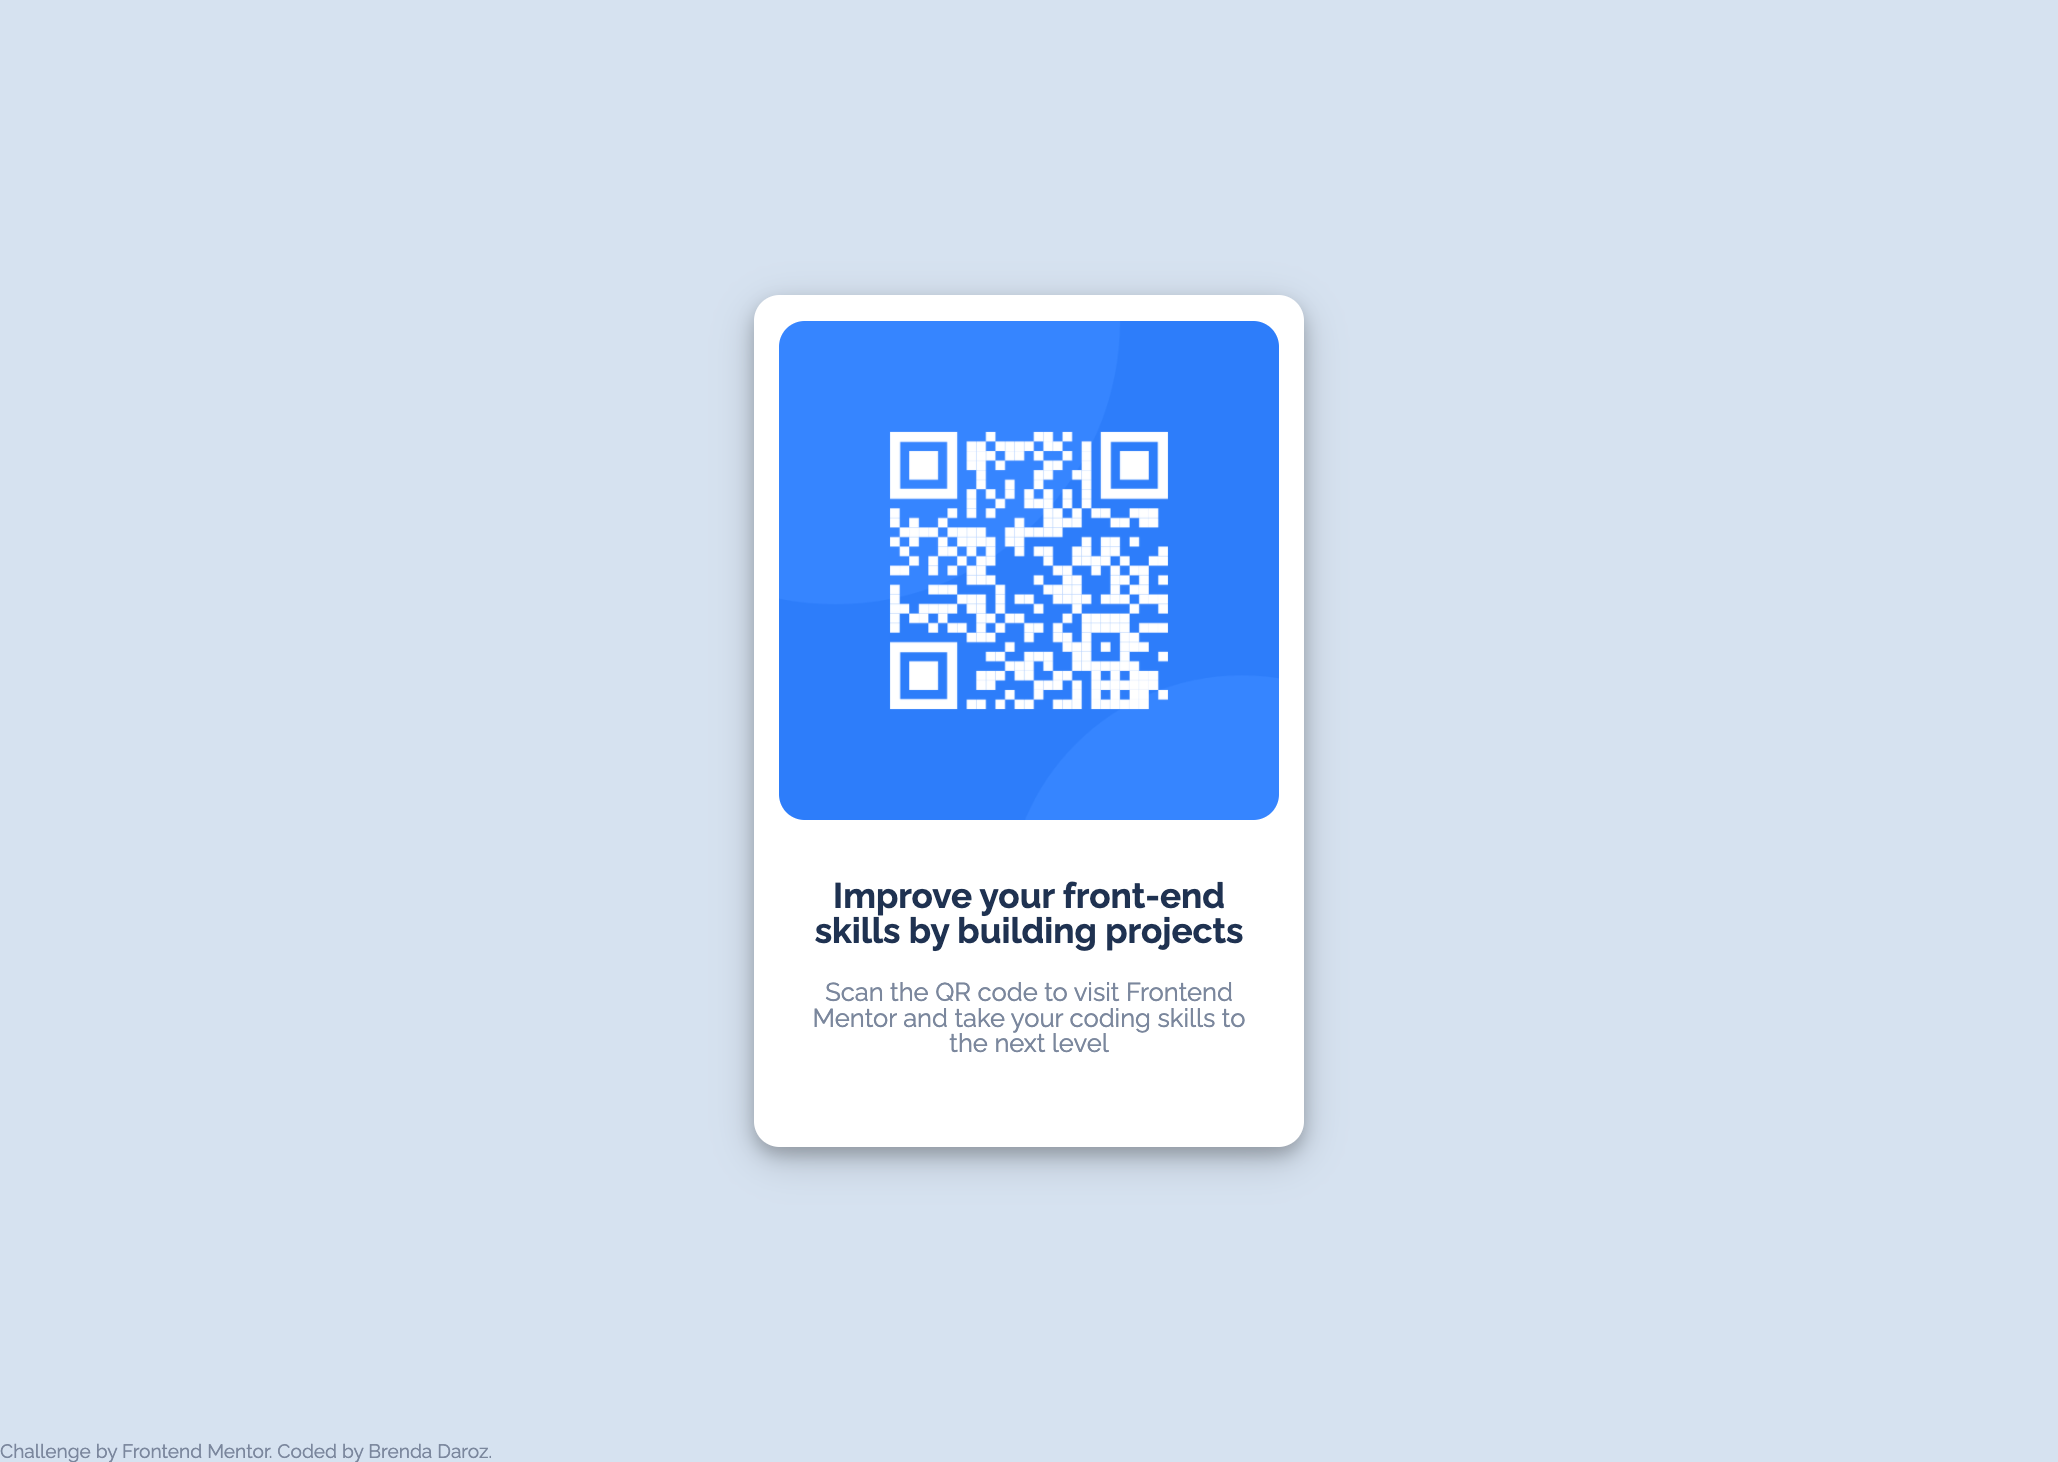 Improve your front-end
skills by building projects
Scan the QR code to visit Frontend
Mentor and take your coding skills to
the next level
Challenge by Frontend Mentor. Coded by Brenda Daroz.